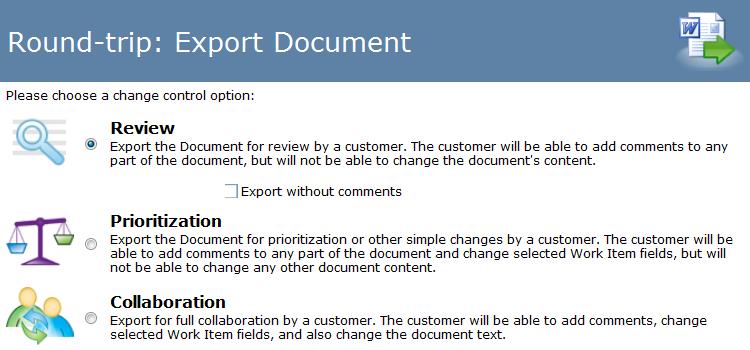 Round-trip: Export Document
W
Please choose a change control option:
Review
Export the Document for review by a customer. The customer will be able to add comments to any
part of the document, but will not be able to change the document's content.
Export without comments
Prioritization
Export the Document for prioritization or other simple changes by a customer. The customer will be
able to add comments to any part of the document and change selected Work Item fields, but will
not be able to change any other document content.
Collaboration
Export for full collaboration by a customer. The customer will be able to add comments, change
selected Work Item fields, and also change the document text.